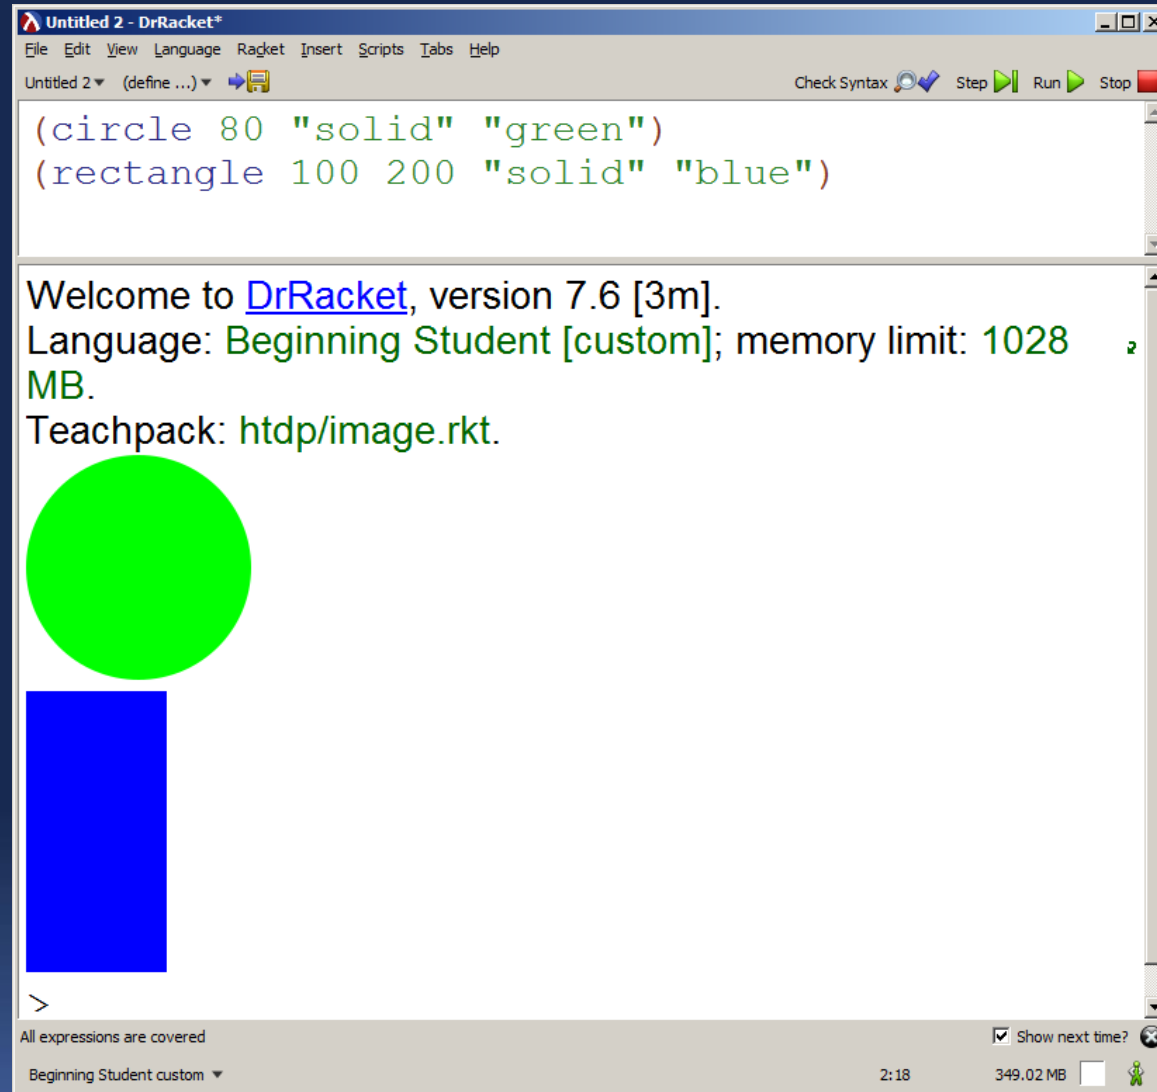 Untitled 2 - DrRacket*
File Edit View Language Racket Insert Scripts Tabs Help
Untitled 2 (define ...) Check Syntax Step Run Stop
(circle 80 "solid" "green")
(rectangle 100 200 "solid" "blue")
Welcome to DrRacket, version 7.6 [3m].
Language: Beginning Student [custom]; memory limit: 1028
MB.
Teachpack: htdp/image.rkt.
>
All expressions are covered Show next time?
Beginning Student custom 2:18 349.02 MB